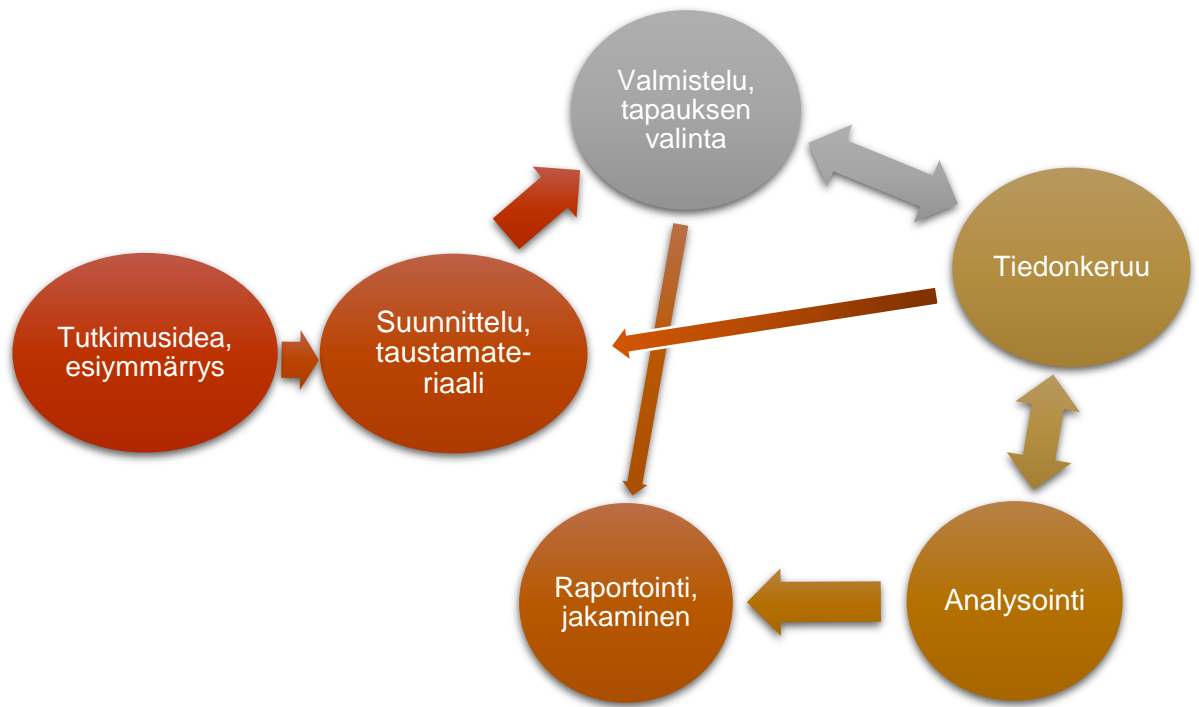 Tutkimusidea,
esiymmärrys
Suunnittelu,
taustamate-
riaali
Valmistelu,
tapauksen
valinta
Tiedonkeruu
Analysointi
Raportointi,
jakaminen